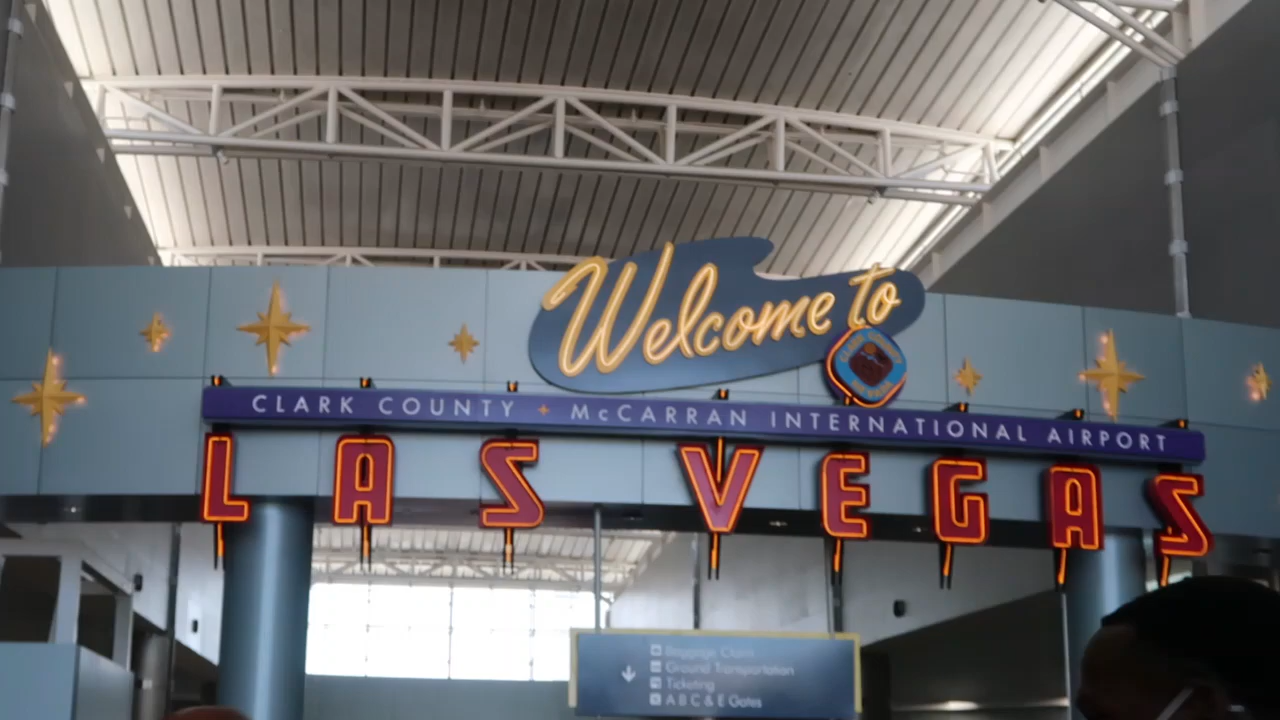 Welcome to
CLARK COUNTY McCARRAN INTERNATIONAL AIRPORT
LAS VEGAS
Baggage Claim
Ground Transportation
Ticketing
A B C & E Gates